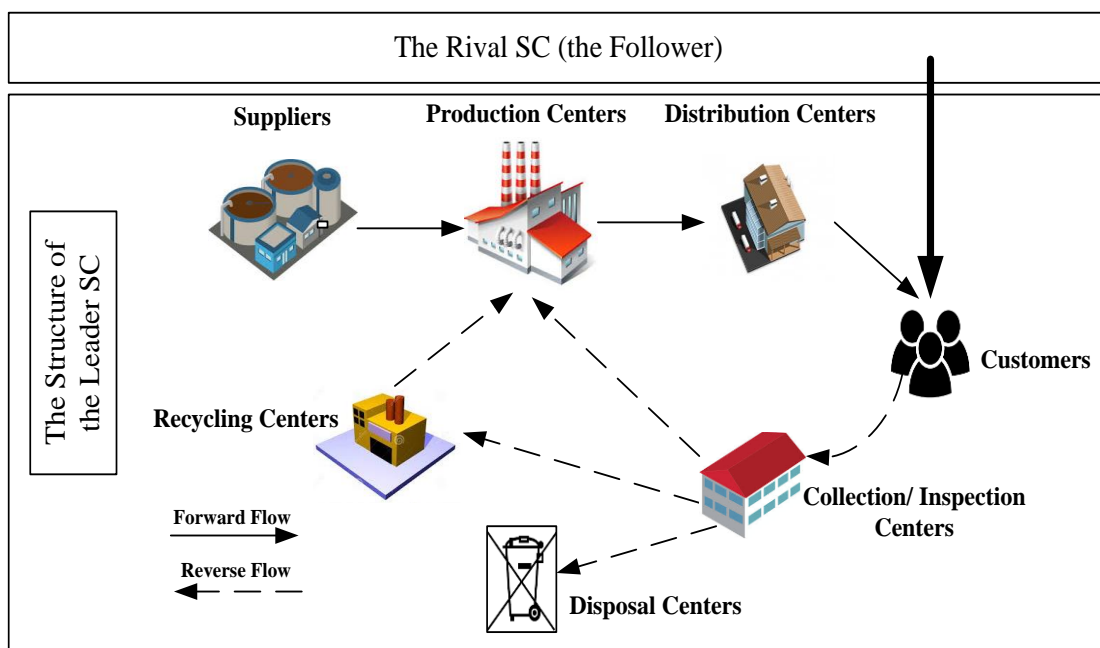 The Rival SC (the Follower)
Suppliers
Production Centers
Distribution Centers
The Structure of
the Leader SC
Customers
Recycling Centers
Collection/ Inspection
Centers
Forward Flow
Reverse Flow
Disposal Centers